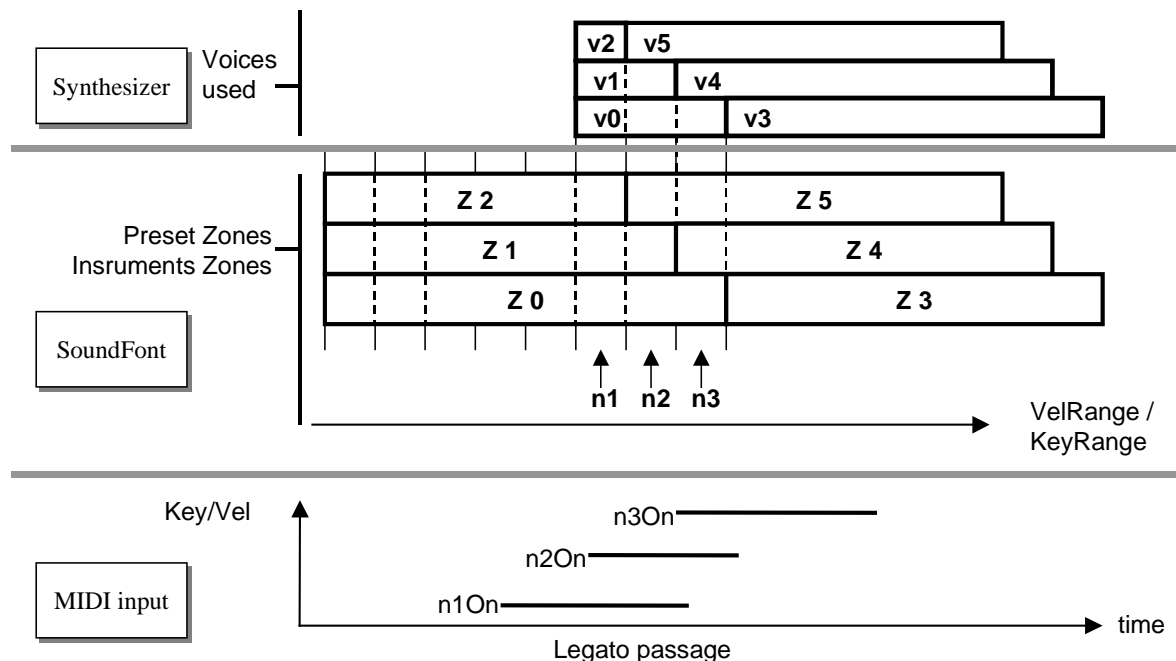 Synthesizer
Voices
used
v2 v5
v1 v4
v0 v3
Preset Zones
Insruments Zones
SoundFont
Z 2 Z 5
Z 1 Z 4
Z 0 Z 3
n1 n2 n3
VelRange /
KeyRange
Key/Vel
MIDI input
n3On
n2On
n1On
time
Legato passage